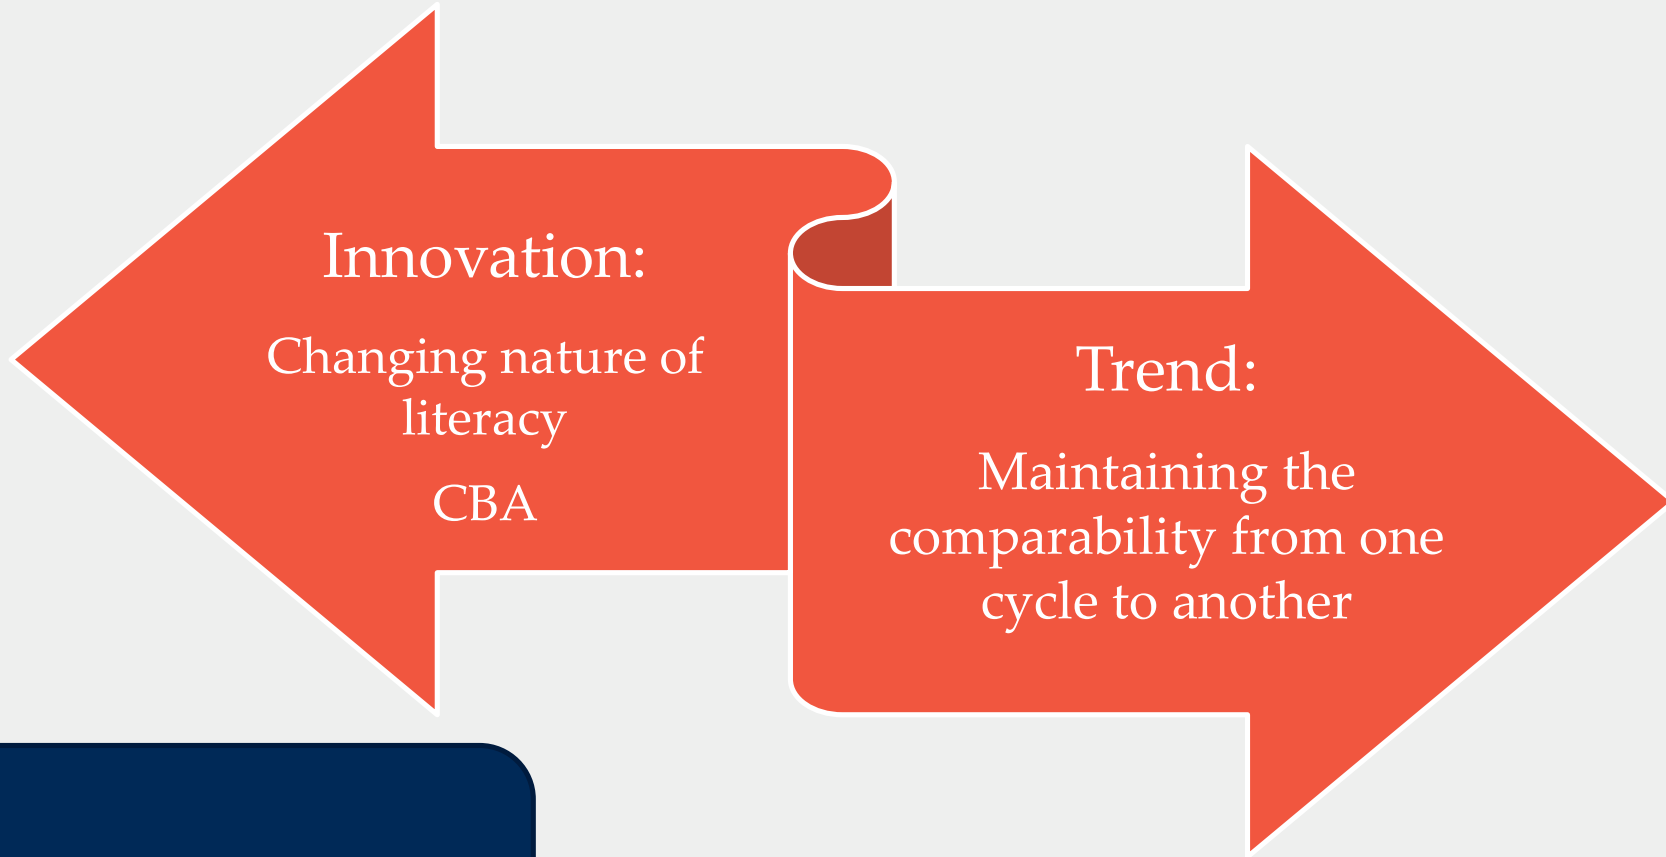 Innovation:
Changing nature of
literacy
CBA
Trend:
Maintaining the
comparability from one
cycle to another